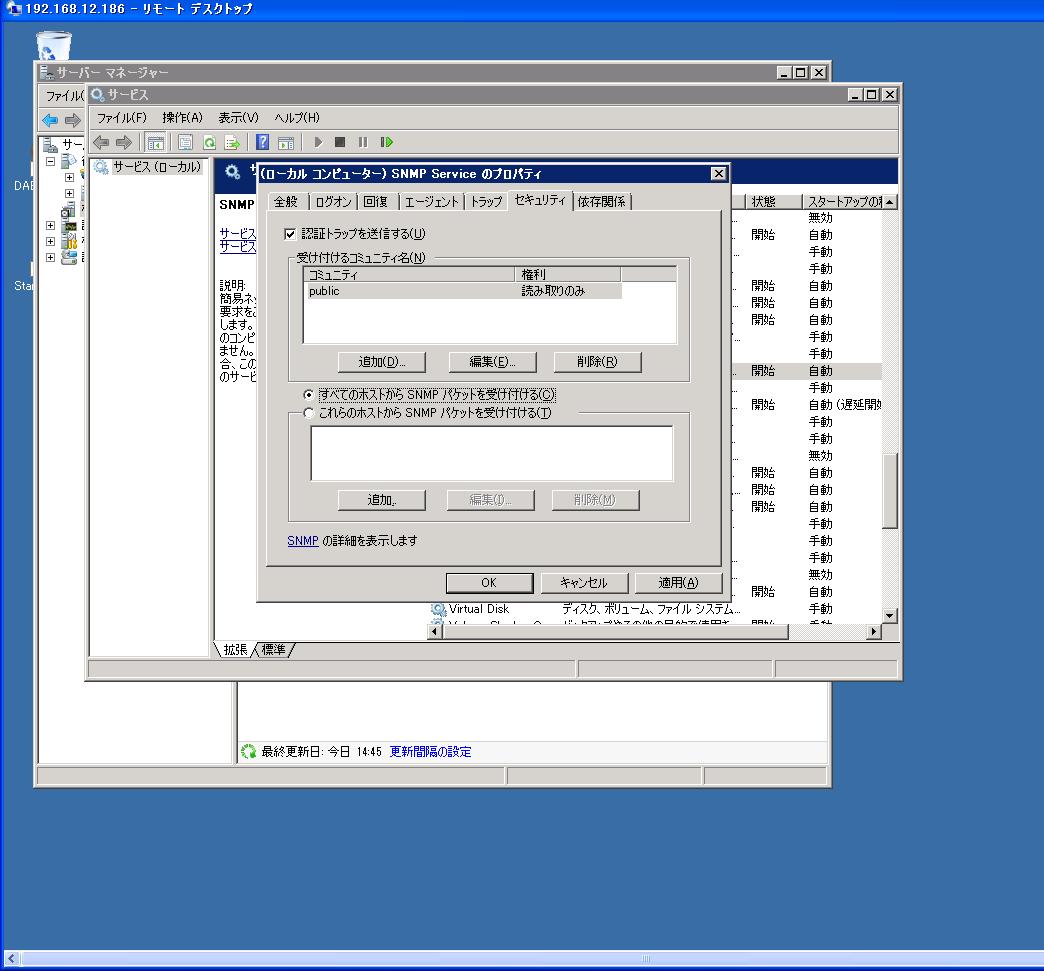 192.168.12.186 - リモート デスクトップ
サーバー マネージャー
ファイル(
サービス
ファイル(F) 操作(A) 表示(V) ヘルプ(H)
サー
サービス (ローカル)
DAE
Star
(ローカル コンピューター) SNMP Service のプロパティ
全般 ログオン 回復 エージェント トラップ セキュリティ 依存関係
認証トラップを送信する(U)
受け付けるコミュニティ名(N)
コミュニティ 権利
public 読み取りのみ
追加(D)... 編集(E)... 削除(R)
すべてのホストから SNMP パケットを受け付ける(C)
これらのホストから SNMP パケットを受け付ける(T)
追加.. 編集(I)... 削除(M)
SNMP の詳細を表示します
OK キャンセル 適用(A)
SNMP
サービス
サービス
説明:
簡易ネッ
要求を
します。
のコンピ
ません。
合、この
のサービ
状態 スタートアップの種
無効
開始 自動
手動
手動
開始 自動
開始 自動
開始 自動
手動
手動
開始 自動
手動
開始 自動 (遅延開始
手動
手動
無効
開始 自動
開始 自動
開始 自動
手動
手動
手動
無効
開始 自動
Virtual Disk ディスク、ボリューム、ファイル システム... 手動
拡張 標準
最終更新日: 今日 14:45 更新間隔の設定